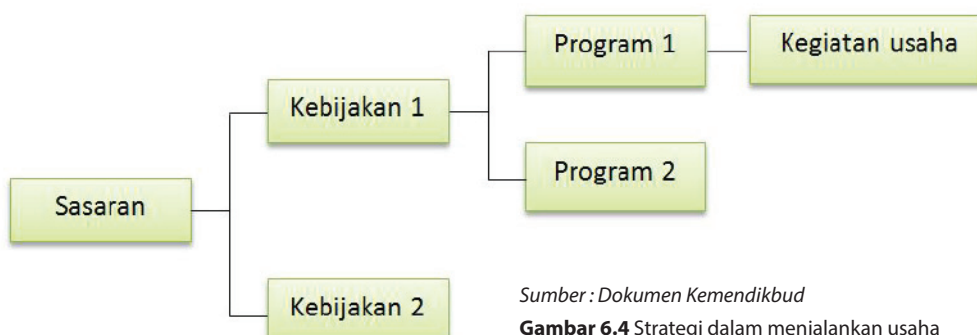 Program 1
Kegiatan usaha
Kebijakan 1
Program 2
Sasaran
Kebijakan 2
Sumber : Dokumen Kemendikbud
Gambar 6.4 Strategi dalam menjalankan usaha